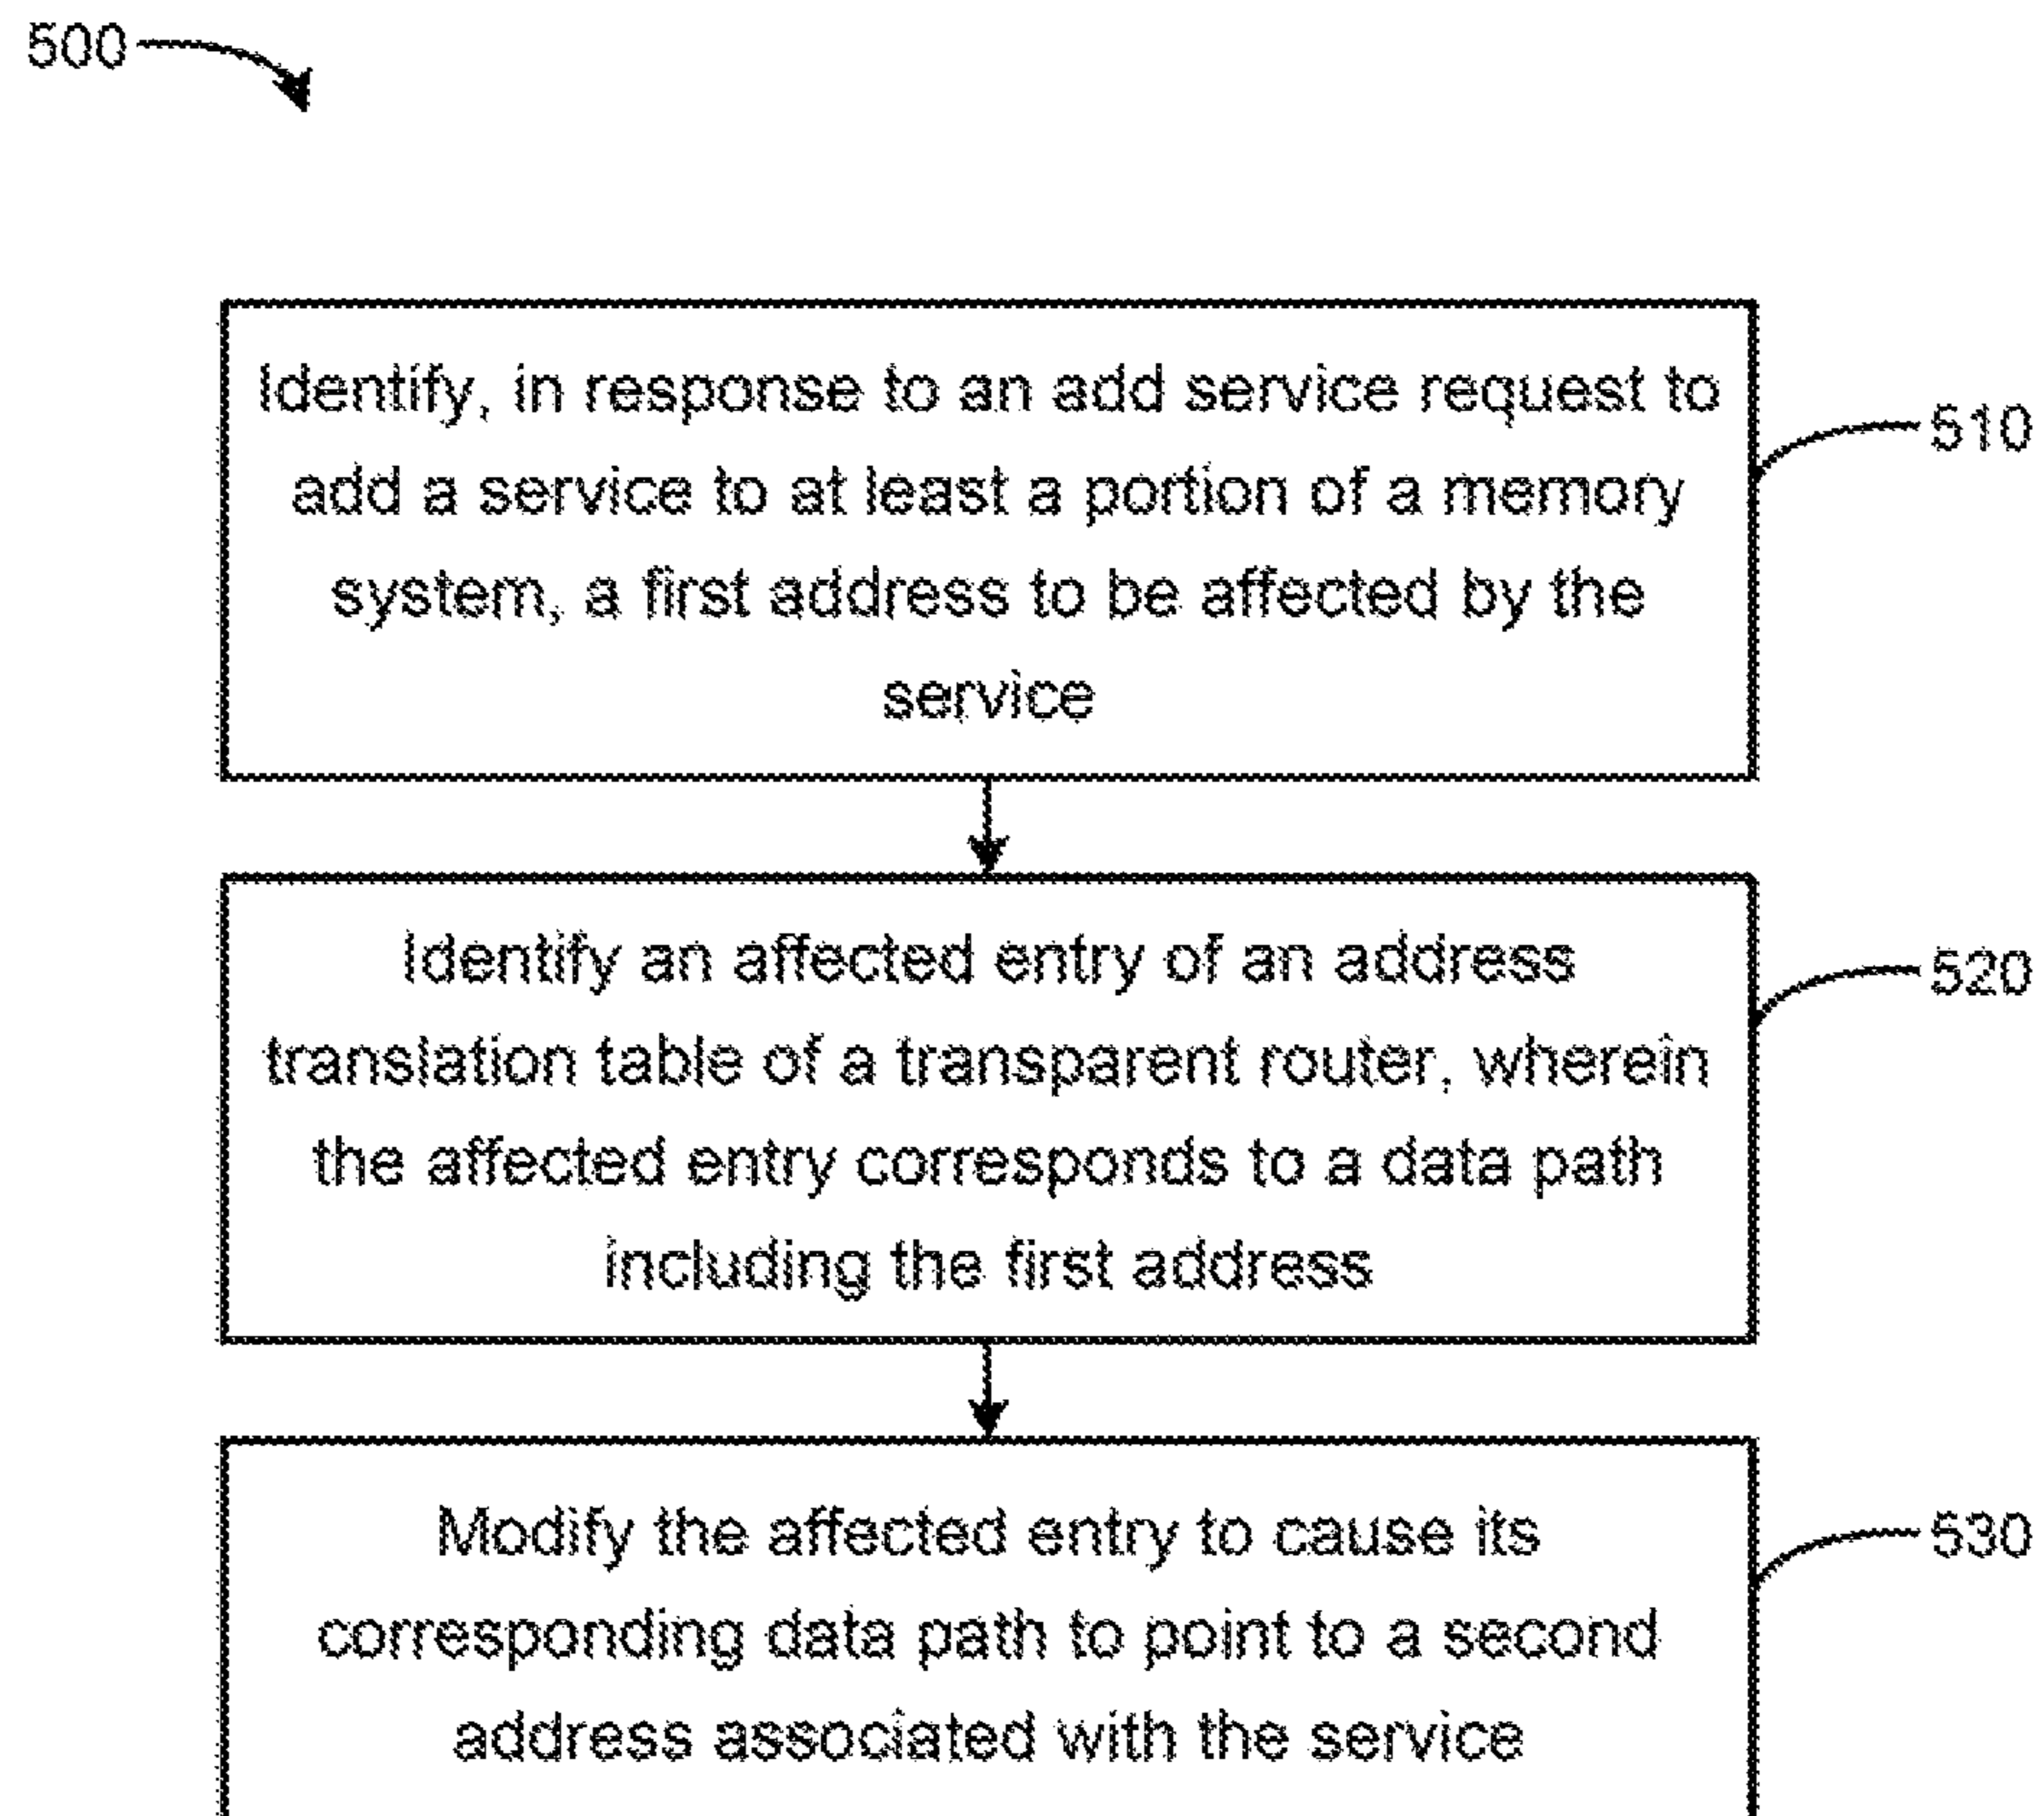 500
Identify, in response to an add service request to
add a service to at least a portion of a memory
system, a first address to be affected by the
service
510
Identify an affected entry of an address
translation table of a transparent router, wherein
the affected entry corresponds to a data path
including the first address
520
Modify the affected entry to cause its
corresponding data path to point to a second
address associated with the service
530